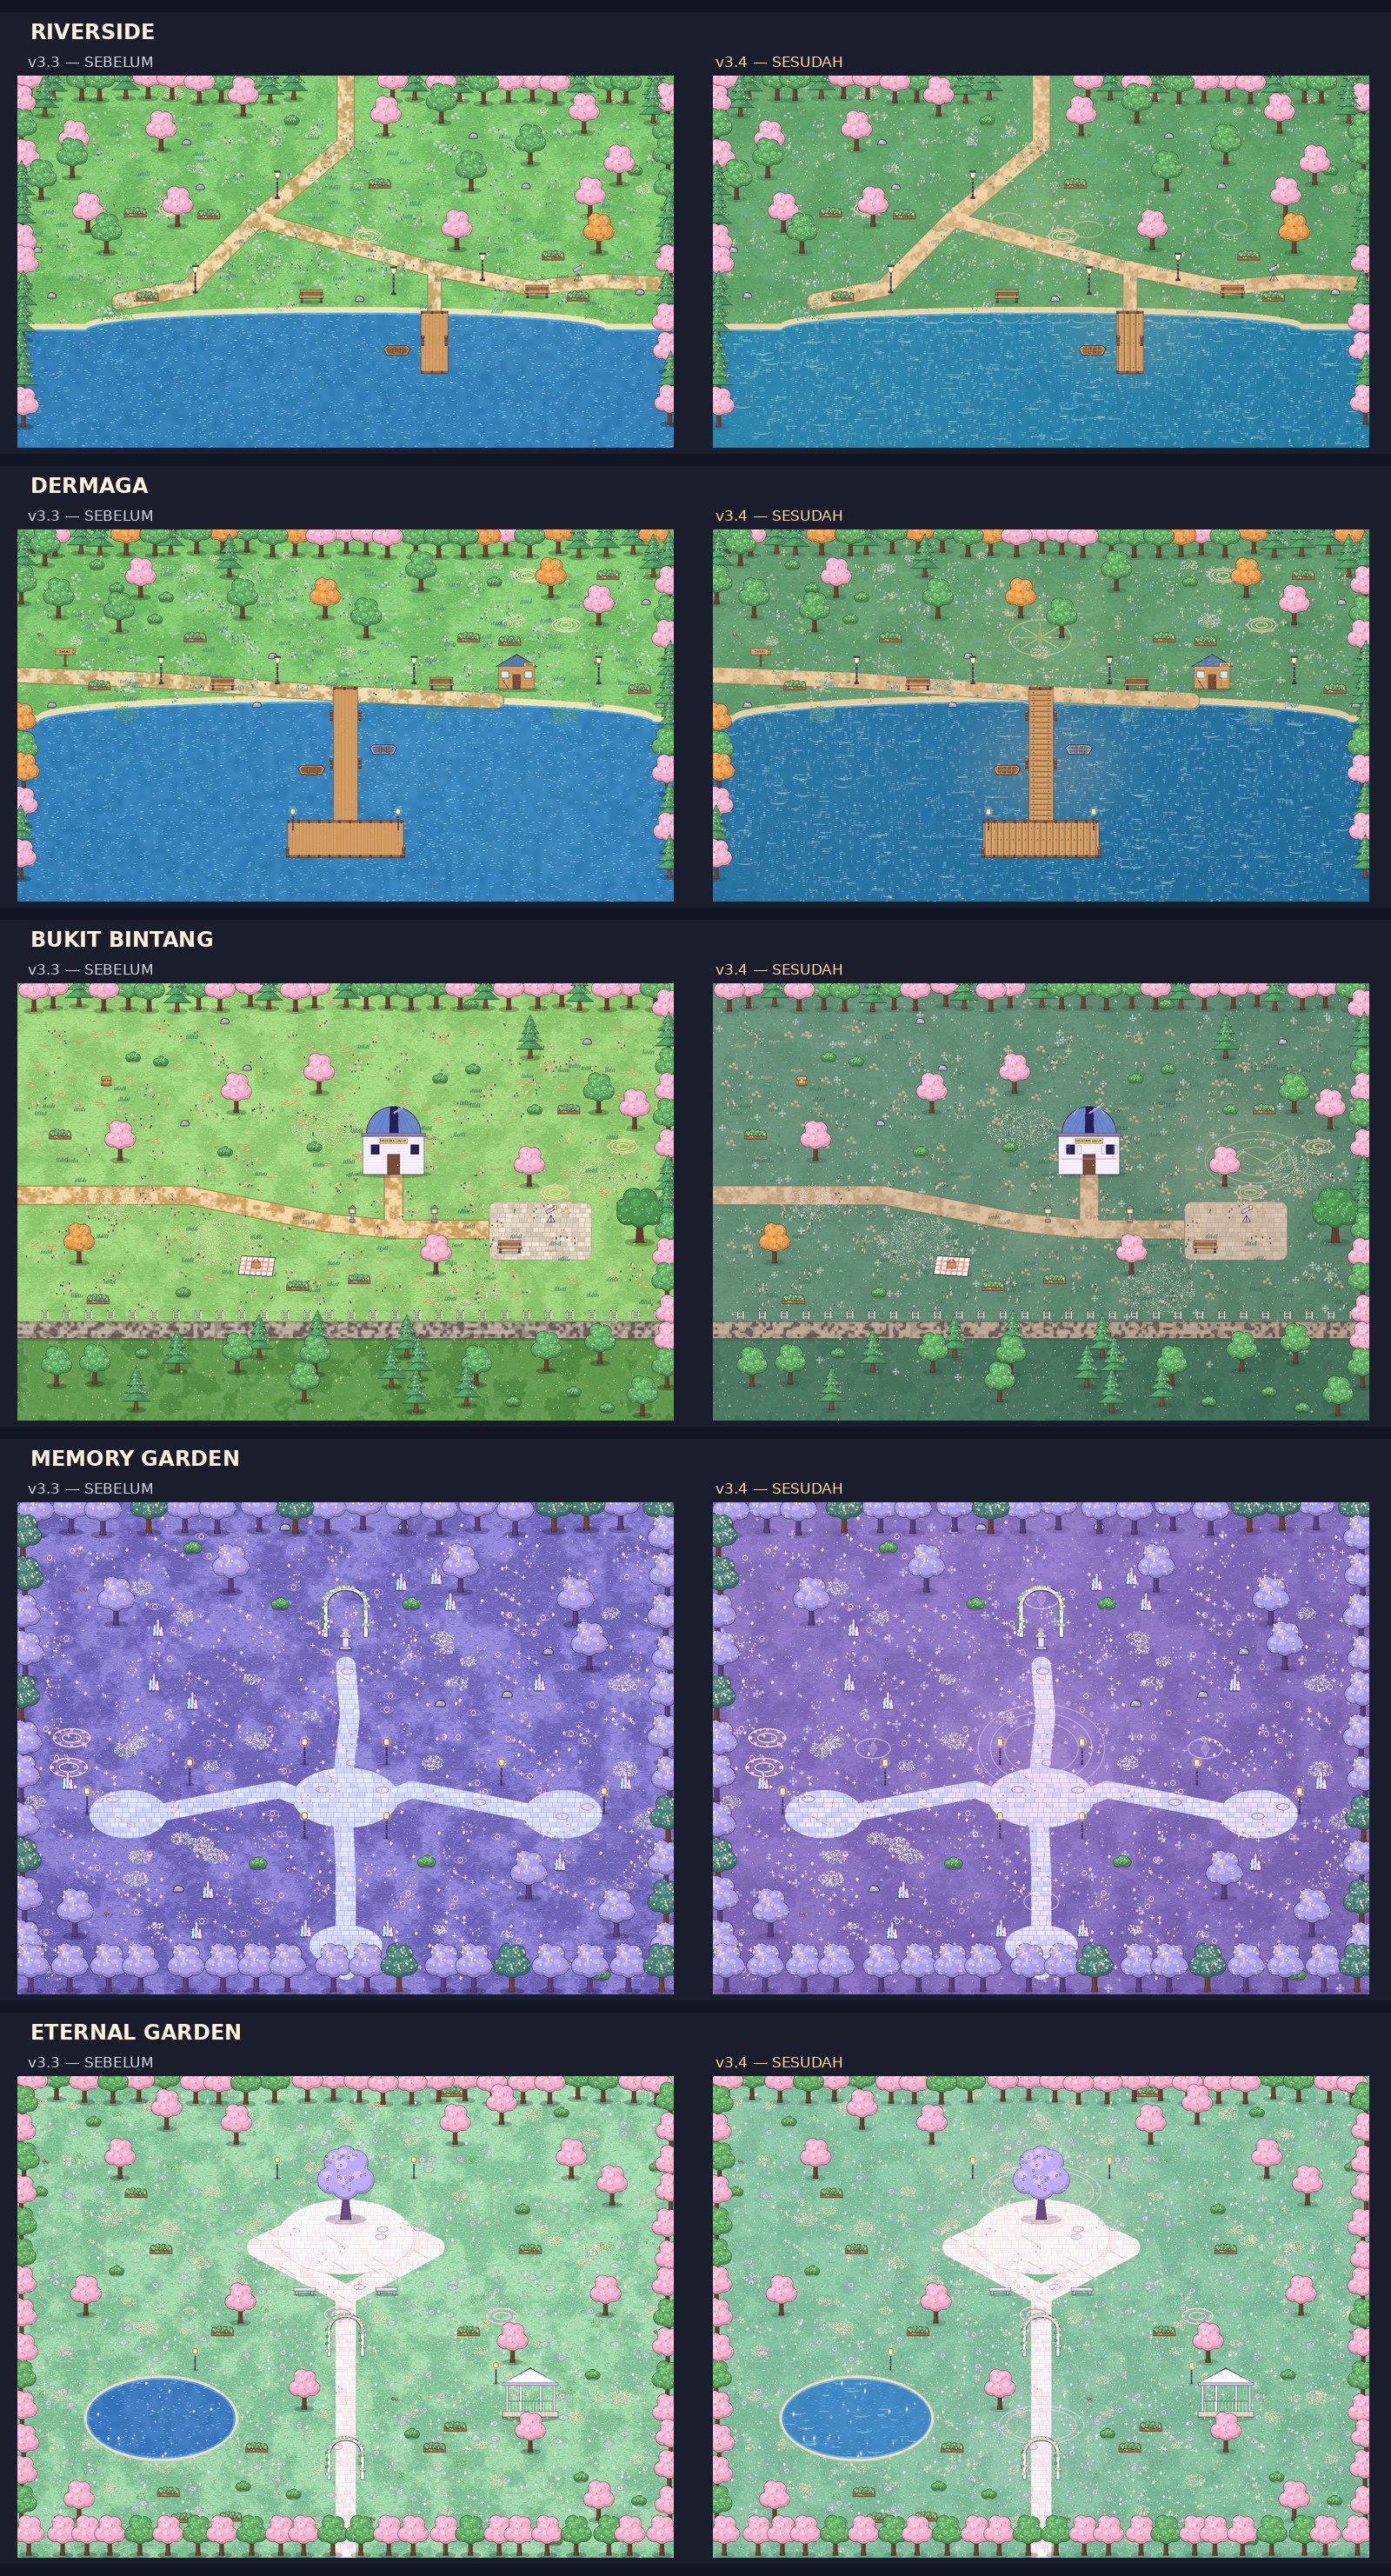 RIVERSIDE
v3.3 — SEBELUM
v3.4 — SESUDAH
DERMAGA
v3.3 — SEBELUM
v3.4 — SESUDAH
BUKIT BINTANG
v3.3 — SEBELUM
v3.4 — SESUDAH
MEMORY GARDEN
v3.3 — SEBELUM
v3.4 — SESUDAH
ETERNAL GARDEN
v3.3 — SEBELUM
v3.4 — SESUDAH